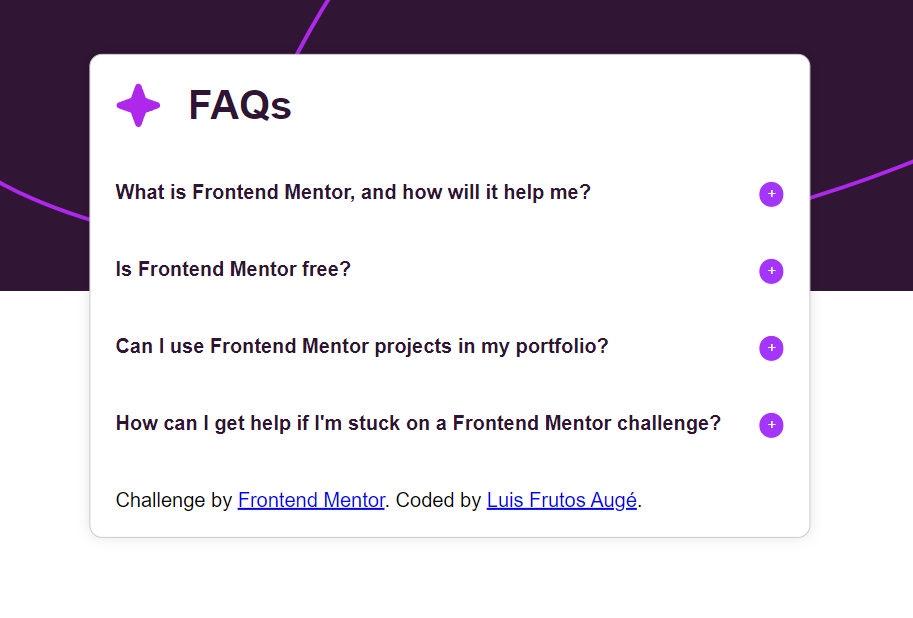 FAQs
What is Frontend Mentor, and how will it help me?
+
Is Frontend Mentor free?
+
Can I use Frontend Mentor projects in my portfolio?
+
How can I get help if I'm stuck on a Frontend Mentor challenge?
+
Challenge by Frontend Mentor. Coded by Luis Frutos Augé.